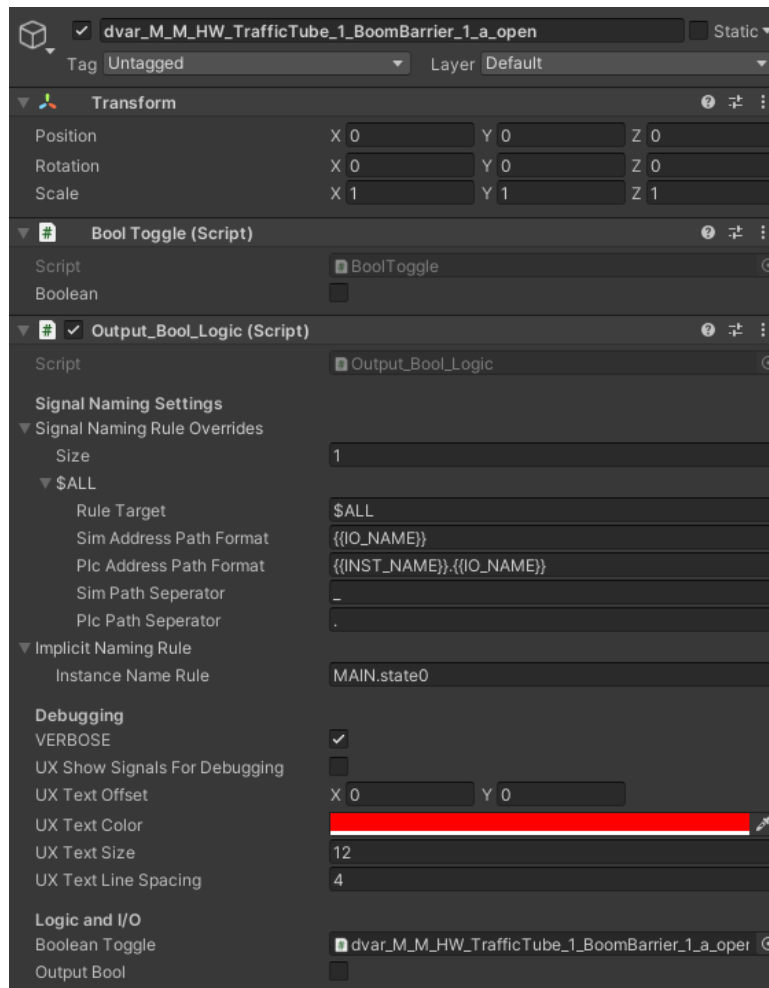 dvar_M_M_HW_TrafficTube_1_BoomBarrier_1_a_open Static
Tag Untagged Layer Default
Transform
Position X 0 Y 0 Z 0
Rotation X 0 Y 0 Z 0
Scale X 1 Y 1 Z 1
# Bool Toggle (Script)
Script BoolToggle
Boolean
# Output_Bool_Logic (Script)
Script Output_Bool_Logic
Signal Naming Settings
Signal Naming Rule Overrides
Size 1
$ALL
Rule Target $ALL
Sim Address Path Format {{IO_NAME}}
Plc Address Path Format {{INST_NAME}}.{{IO_NAME}}
Sim Path Seperator _
Plc Path Seperator .
Implicit Naming Rule
Instance Name Rule MAIN.state0
Debugging
VERBOSE
UX Show Signals For Debugging
UX Text Offset X 0 Y 0
UX Text Color
UX Text Size 12
UX Text Line Spacing 4
Logic and I/O
Boolean Toggle dvar_M_M_HW_TrafficTube_1_BoomBarrier_1_a_oper
Output Bool